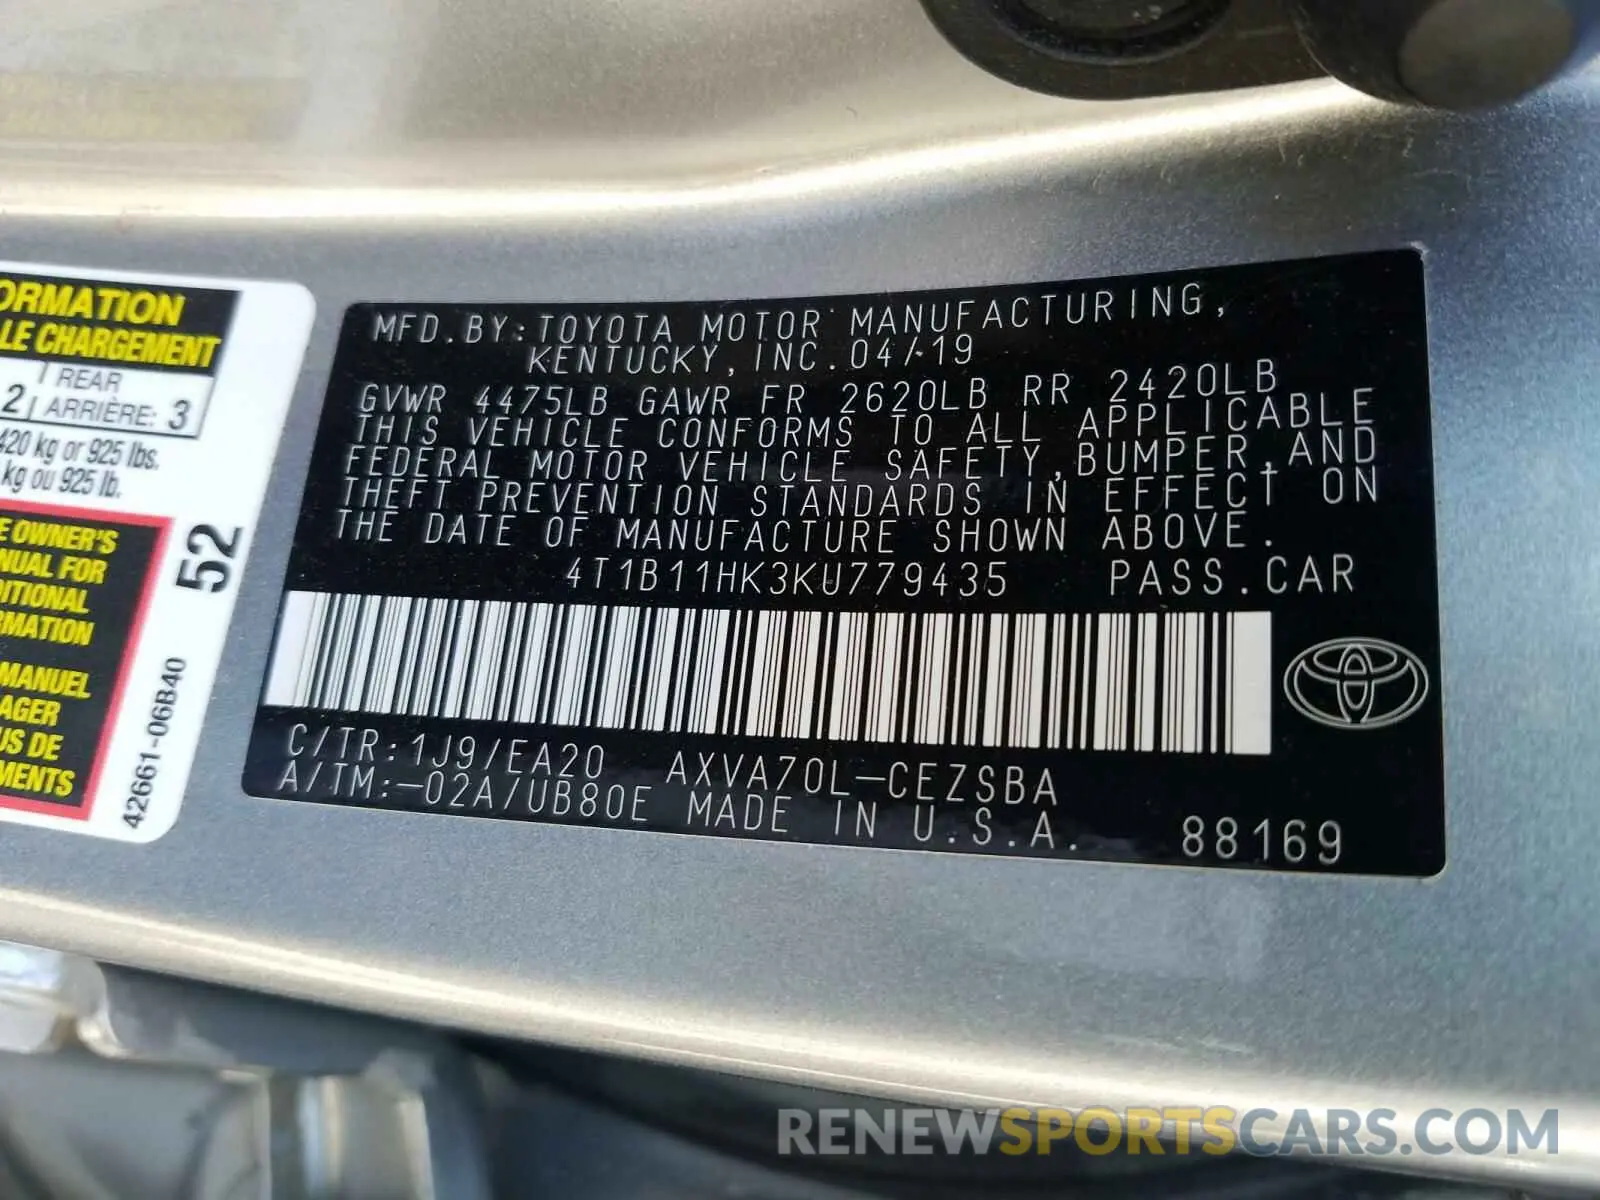 ORMATION
LE CHARGEMENT
REAR
2 ARRIÈRE: 3
420 kg or 925 lbs.
kg ou 925 lb.
E OWNER'S
NUAL FOR
DITIONAL
RMATION
MANUEL
AGER
US DE
MENTS
52
42661-06B40
MFD. BY: TOYOTA MOTOR MANUFACTURING,
KENTUCKY, INC. 04/19
GVWR 4475LB GAWR FR 2620LB RR 2420LB
THIS VEHICLE CONFORMS TO ALL APPLICABLE
FEDERAL MOTOR VEHICLE SAFETY, BUMPER, AND
THEFT PREVENTION STANDARDS IN EFFECT ON
THE DATE OF MANUFACTURE SHOWN ABOVE.
4T1B11HK3KU779435 PASS. CAR
C/TR: 1J9/EA20 AXVA70L-CEZSBA
A/TM: -02A/UB80E MADE IN U.S.A. 88169
RENEWSPORTSCARS.COM